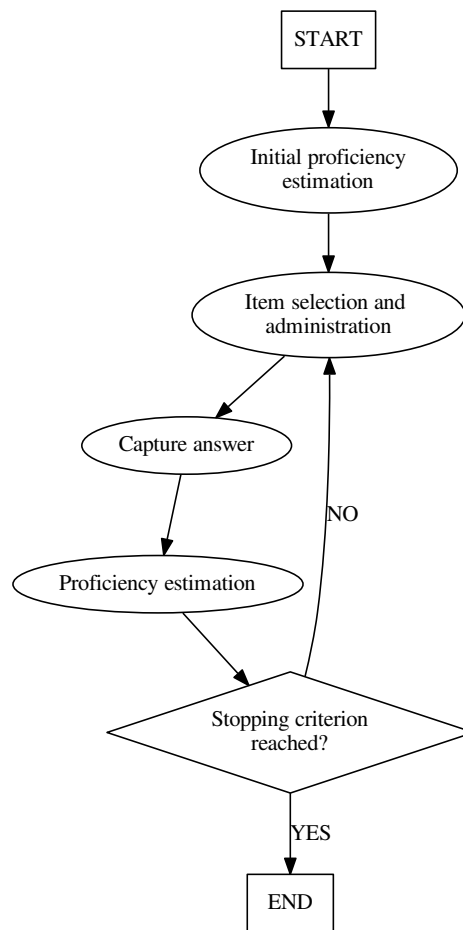 START
Initial proficiency
estimation
Item selection and
administration
Capture answer
NO
Proficiency estimation
Stopping criterion
reached?
YES
END